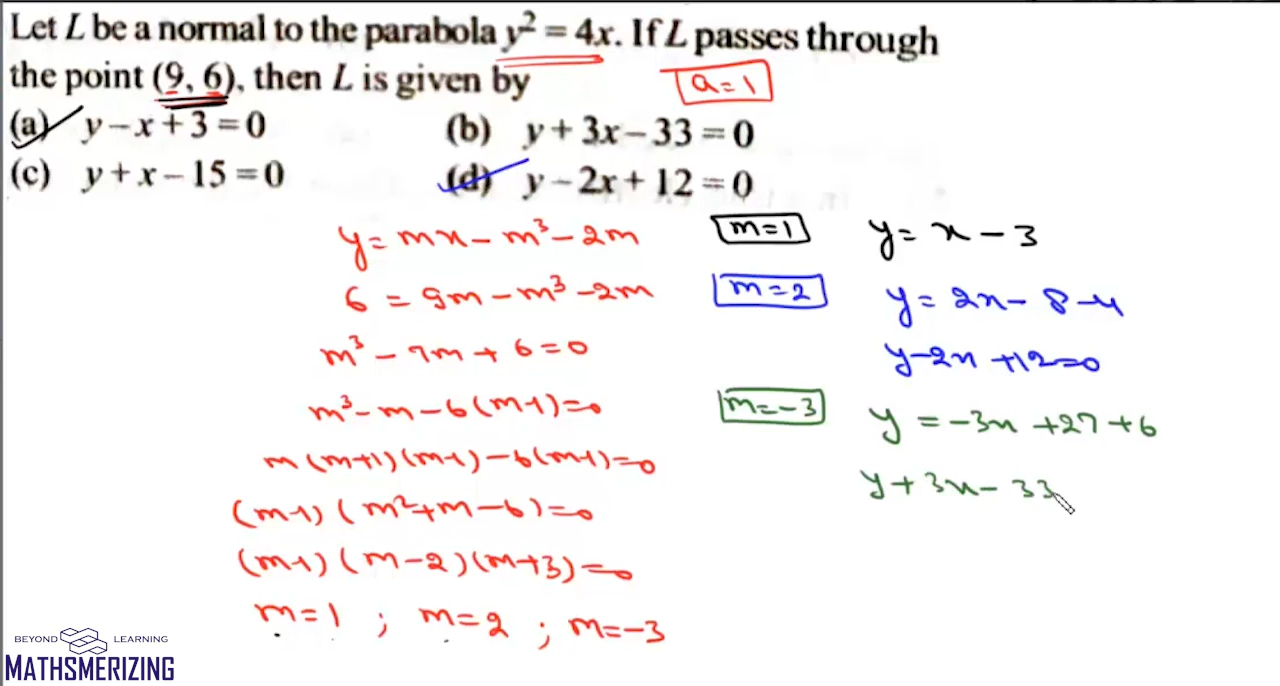 Let L be a normal to the parabola y² = 4x. If L passes through
the point (9, 6), then L is given by
a=1
(a) y – x + 3 = 0 (b) y + 3x – 33 = 0
(c) y + x – 15 = 0 (d) y – 2x + 12 = 0
y = mx – m³ – 2m
6 = 9m – m³ – 2m
m³ – 7m + 6 = 0
m³ – m – 6(m-1)=0
m(m+1)(m-1) – 6(m-1)=0
(m-1)(m²+m-6)=0
(m-1)(m-2)(m+3)=0
m=1 ; m=2 ; m=-3
m=1 y = x – 3
m=2 y = 2x – 8 – 4
y-2x+12=0
m=-3 y = -3x +27+6
y+3x-33
BEYOND LEARNING
MATHSMERIZING